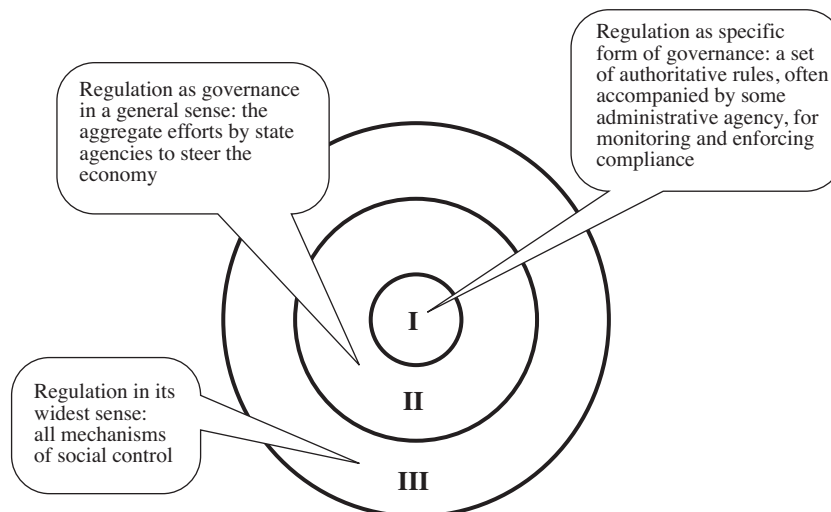 Regulation as specific
form of governance: a set
of authoritative rules, often
accompanied by some
administrative agency, for
monitoring and enforcing
compliance
Regulation as governance
in a general sense: the
aggregate efforts by state
agencies to steer the
economy
I
Regulation in its
widest sense:
all mechanisms
of social control
II
III